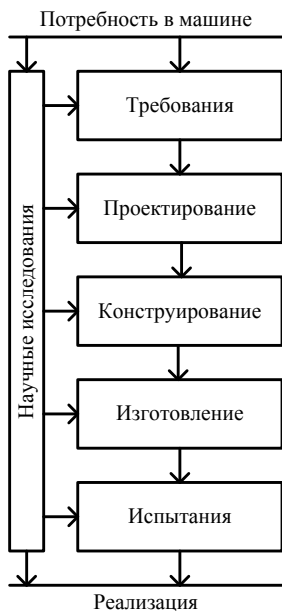 Потребность в машине
Научные исследования
Требования
Проектирование
Конструирование
Изготовление
Испытания
Реализация